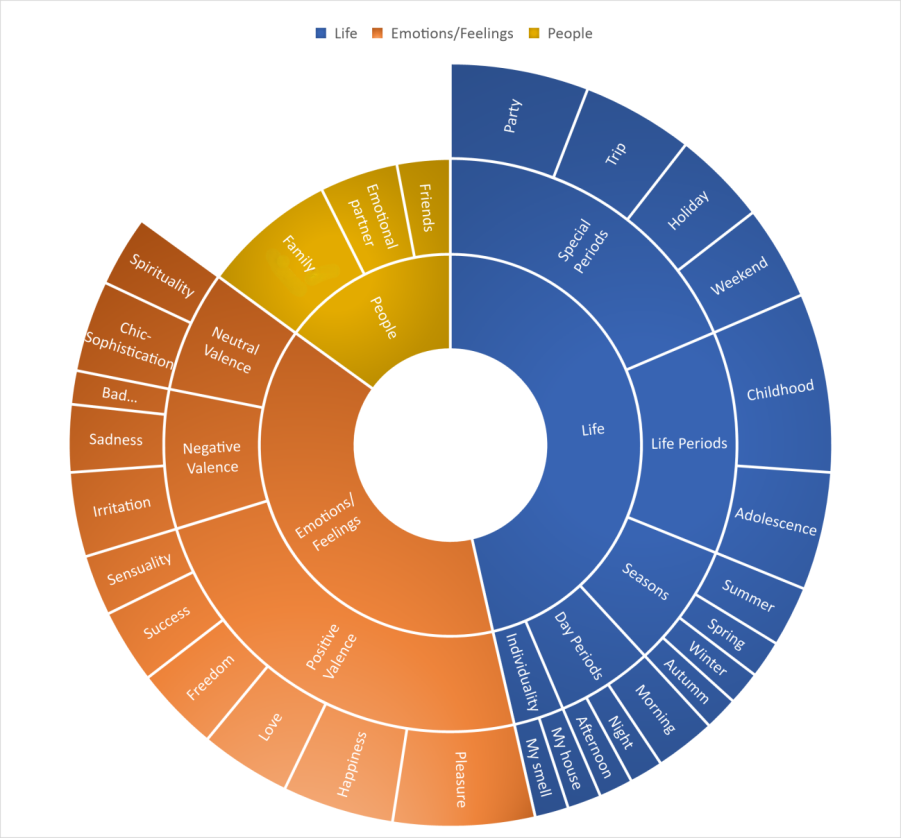 Life
Emotions/Feelings
People
Party
Trip
Holiday
Weekend
Special
Periods
Childhood
Adolescence
Life Periods
Life
Summer
Spring
Winter
Autumn
Seasons
Morning
Night
Afternoon
Day Periods
My house
My smell
Individuality
Pleasure
Happiness
Love
Freedom
Success
Sensuality
Positive
Valence
Emotions/
Feelings
Irritation
Sadness
Bad...
Negative
Valence
Chic-
Sophistication
Spirituality
Neutral
Valence
Family
Emotional
partner
Friends
People